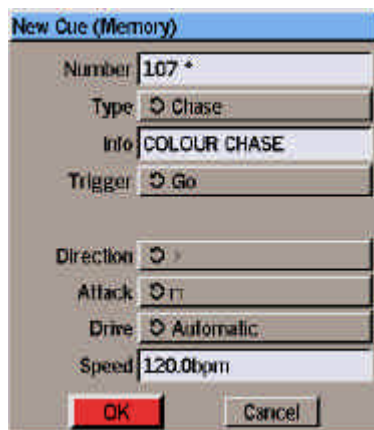 New Cue (Memory)
Number 107 *
Type Chase
Info COLOUR CHASE
Trigger Go
Direction >
Attack
Drive Automatic
Speed 120.0bpm
OK Cancel